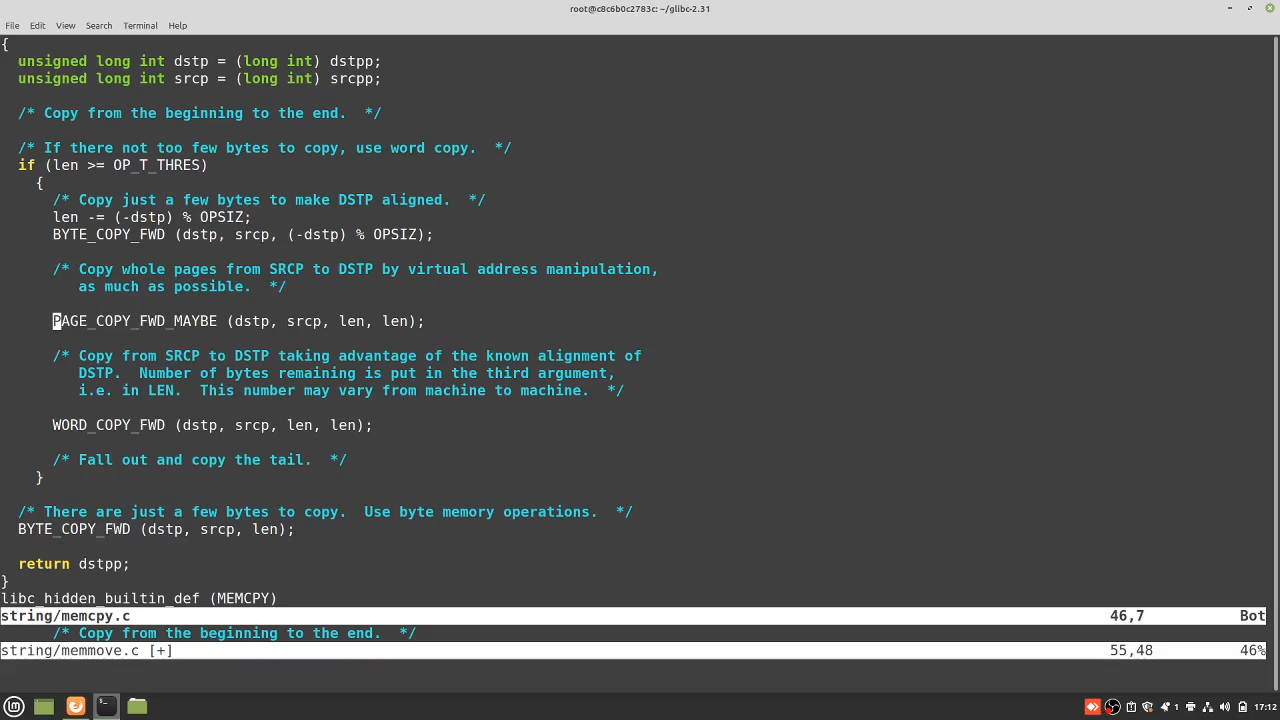 root@c8c6b0c2783c: ~/glibc-2.31
File Edit View Search Terminal Help
{
unsigned long int dstp = (long int) dstpp;
unsigned long int srcp = (long int) srcpp;
/* Copy from the beginning to the end.  */
/* If there not too few bytes to copy, use word copy.  */
if (len >= OP_T_THRES)
{
/* Copy just a few bytes to make DSTP aligned.  */
len -= (-dstp) % OPSIZ;
BYTE_COPY_FWD (dstp, srcp, (-dstp) % OPSIZ);
/* Copy whole pages from SRCP to DSTP by virtual address manipulation,
as much as possible.  */
PAGE_COPY_FWD_MAYBE (dstp, srcp, len, len);
/* Copy from SRCP to DSTP taking advantage of the known alignment of
DSTP.  Number of bytes remaining is put in the third argument,
i.e. in LEN.  This number may vary from machine to machine.  */
WORD_COPY_FWD (dstp, srcp, len, len);
/* Fall out and copy the tail.  */
}
/* There are just a few bytes to copy.  Use byte memory operations.  */
BYTE_COPY_FWD (dstp, srcp, len);
return dstpp;
}
libc_hidden_builtin_def (MEMCPY)
string/memcpy.c 46,7 Bot
/* Copy from the beginning to the end.  */
string/memmove.c [+] 55,48 46%
1 17:12